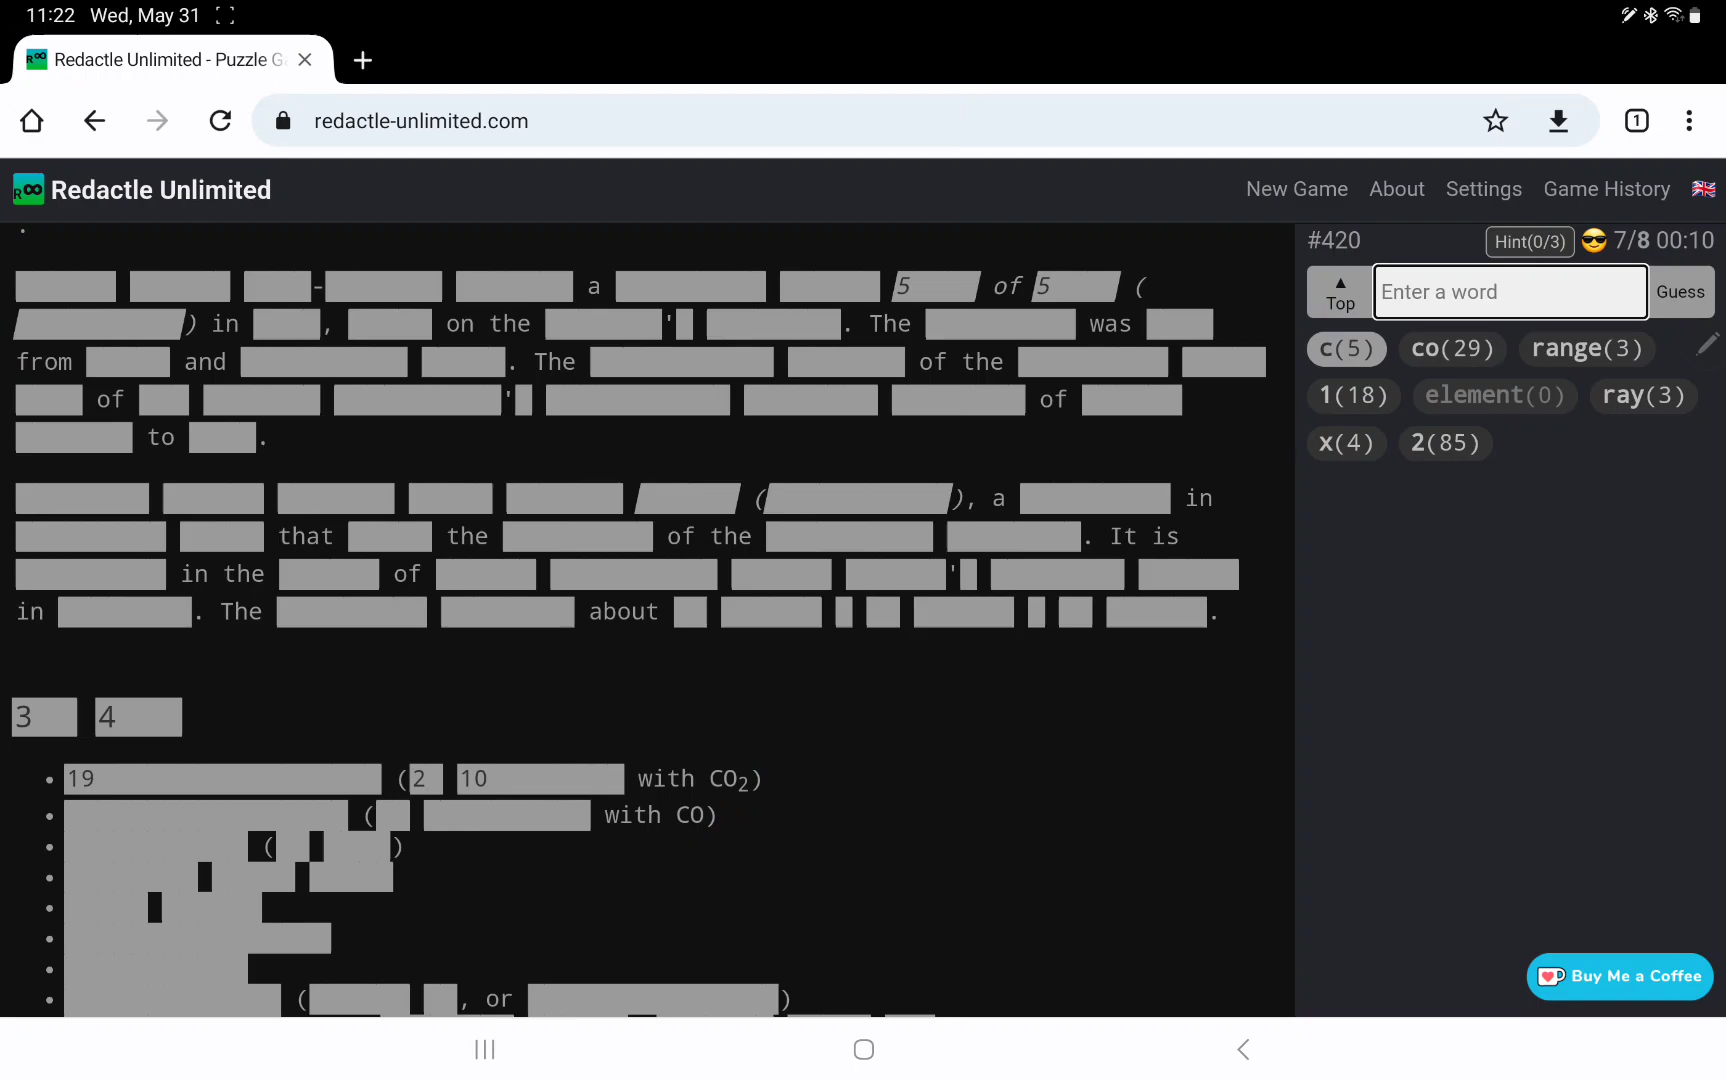 11:22 Wed, May 31
Redactle Unlimited - Puzzle G
redactle-unlimited.com
1
R∞ Redactle Unlimited
New Game About Settings Game History
.
#420 Hint(0/3) 7/8 00:10
- a 5 of 5 (
▲ Top Enter a word Guess
) in , on the ' . The was
c(5) co(29) range(3)
from and . The of the
1(18) element(0) ray(3)
of ' of
x(4) 2(85)
to .
( ), a in
that the of the . It is
in the of '
in . The about .
3 4
• 19 (2 10 with CO₂)
• ( with CO)
• ( )
•
•
•
•
• ( , or )
Buy Me a Coffee